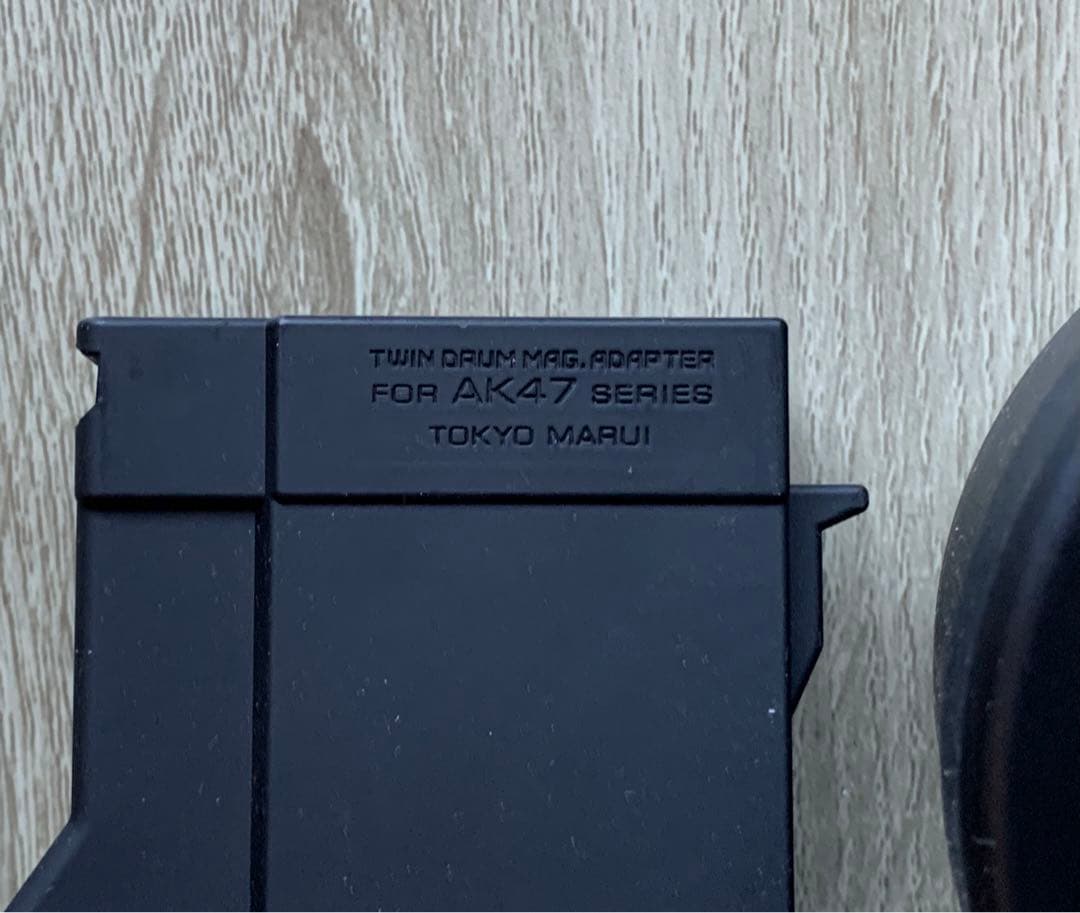 TWIN DRUM MAG. ADAPTER
FOR AK47 SERIES
TOKYO MARUI